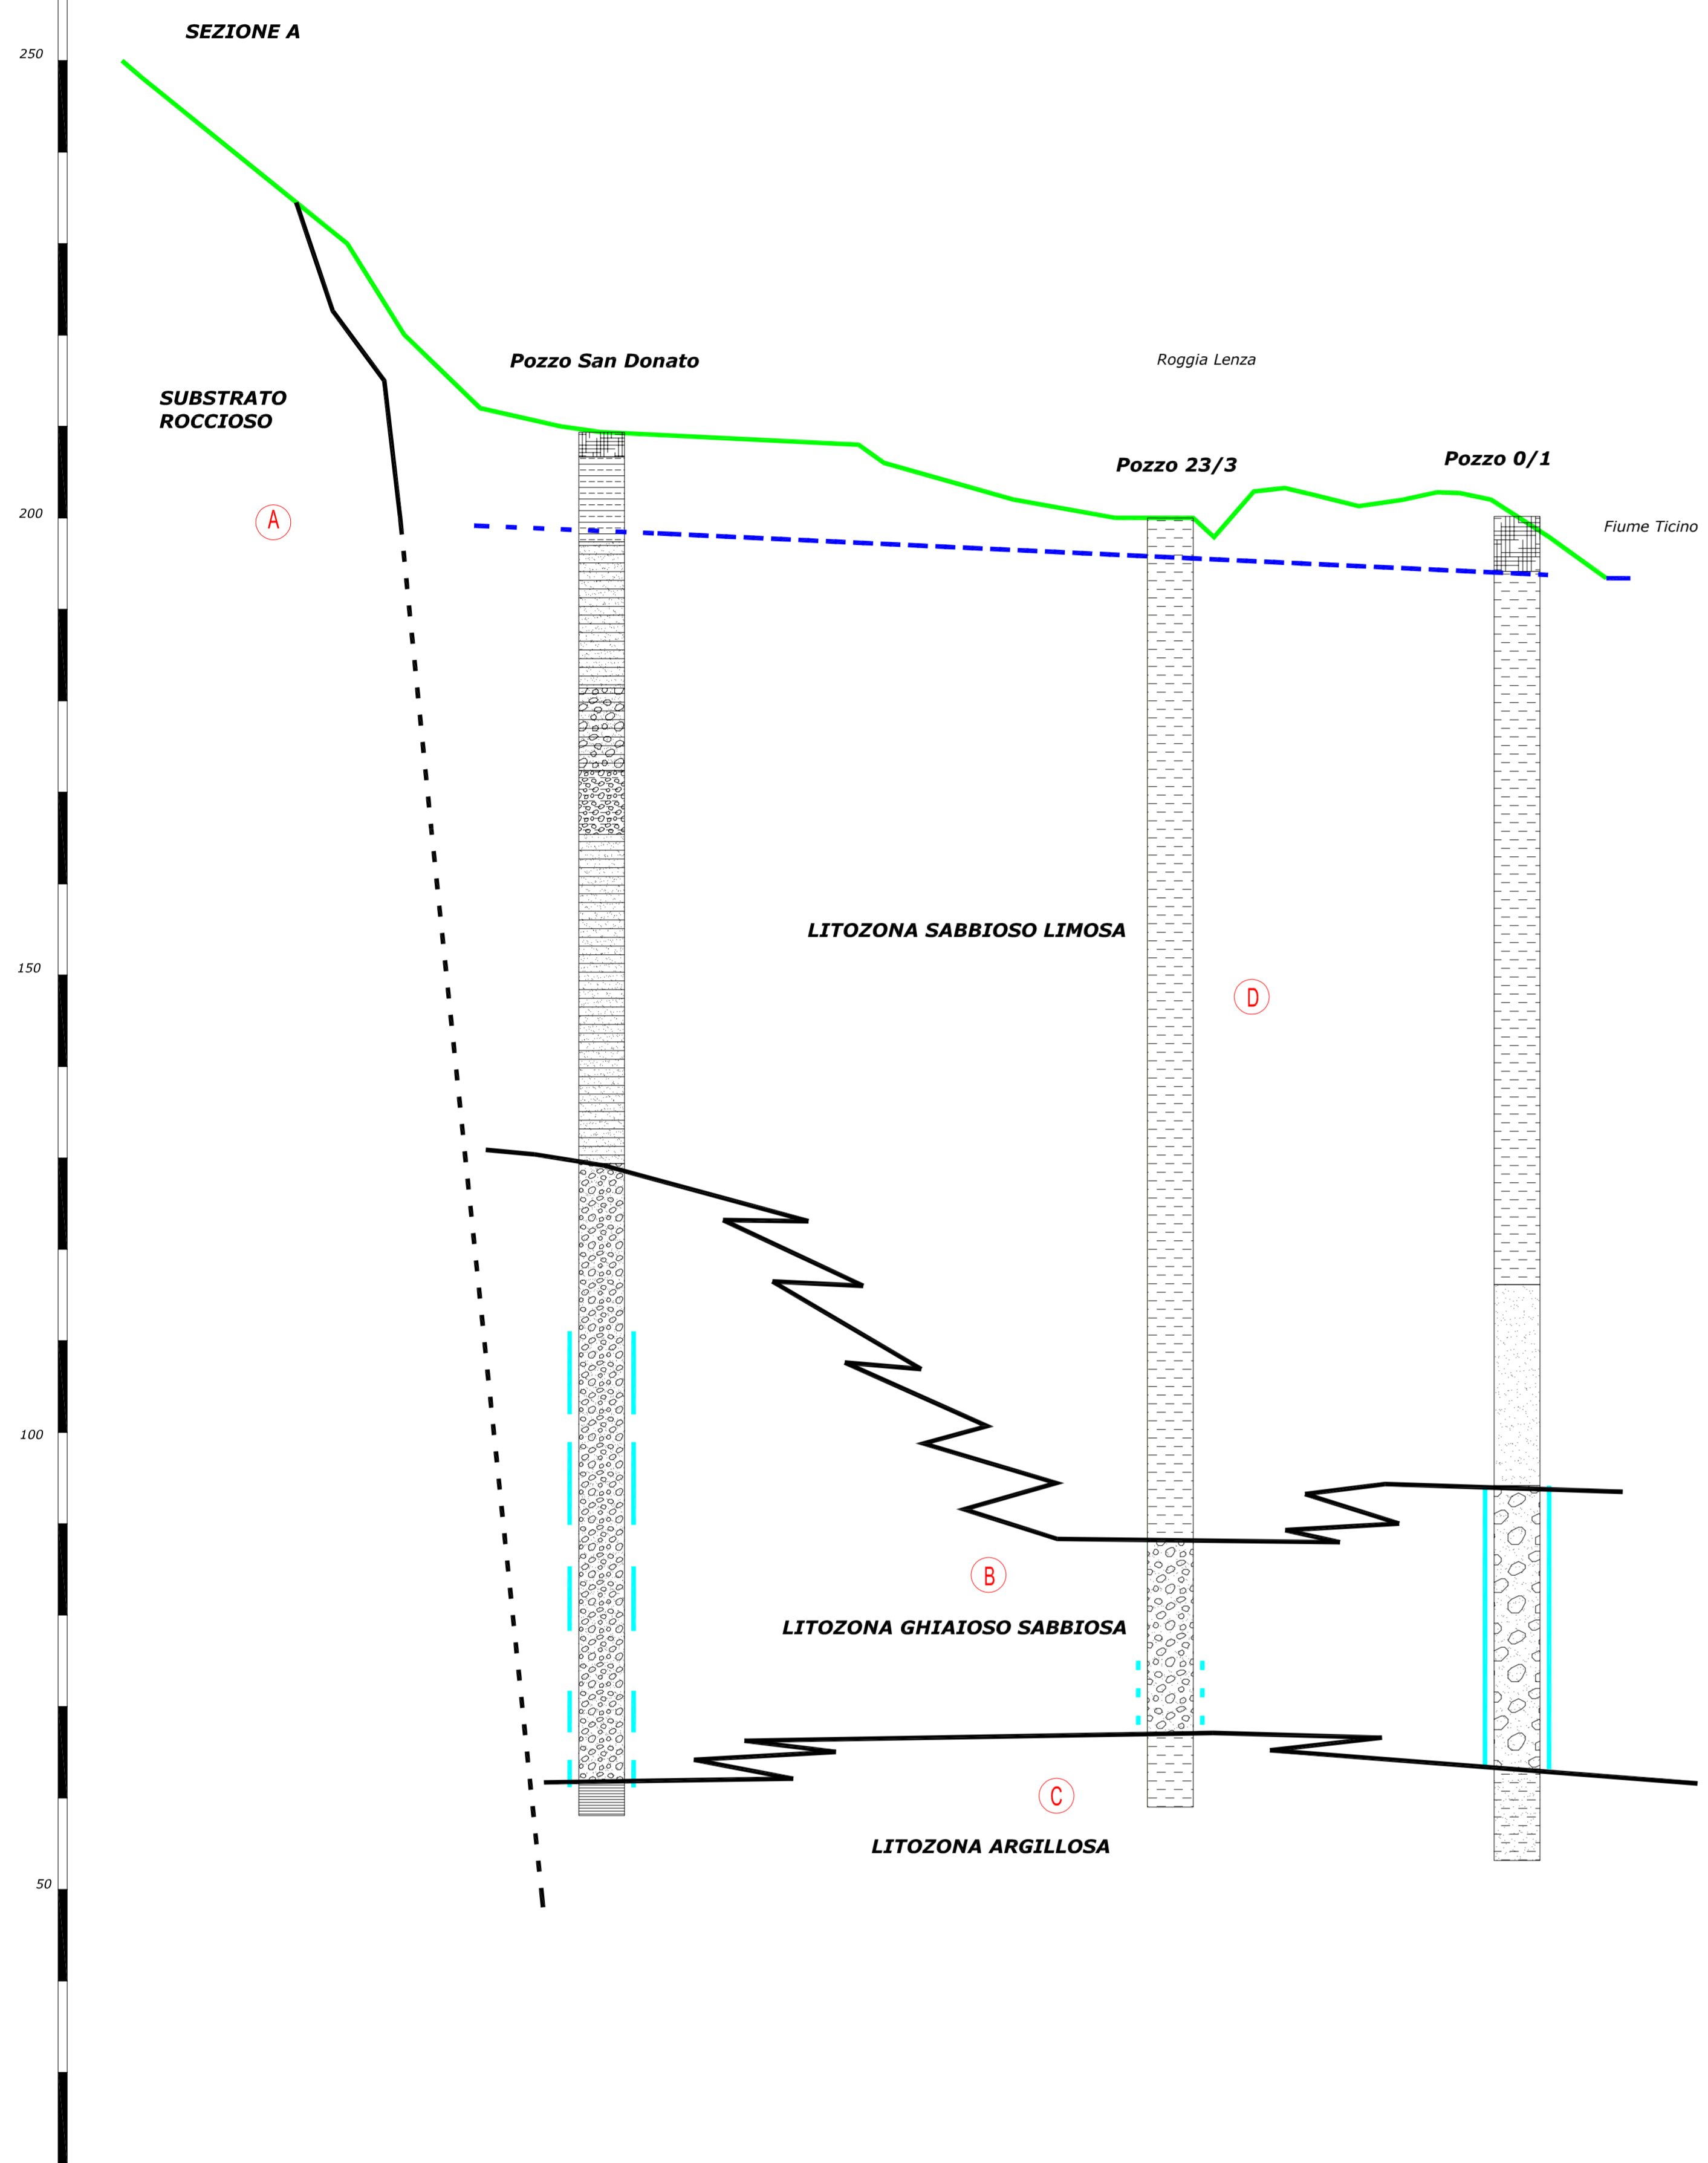 SEZIONE A
250
Pozzo San Donato
Roggia Lenza
SUBSTRATO
ROCCIOSO
Pozzo 23/3
Pozzo 0/1
200
A
Fiume Ticino
LITOZONA SABBIOSO LIMOSA
150
D
100
B
LITOZONA GHIAIOSO SABBIOSA
C
LITOZONA ARGILLOSA
50